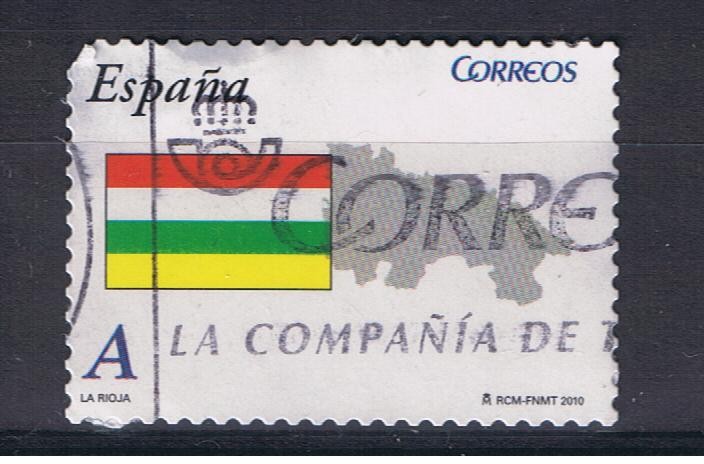 España
CORREOS
CORRE
LA COMPAÑÍA DE T
A
LA RIOJA
RCM-FNMT 2010